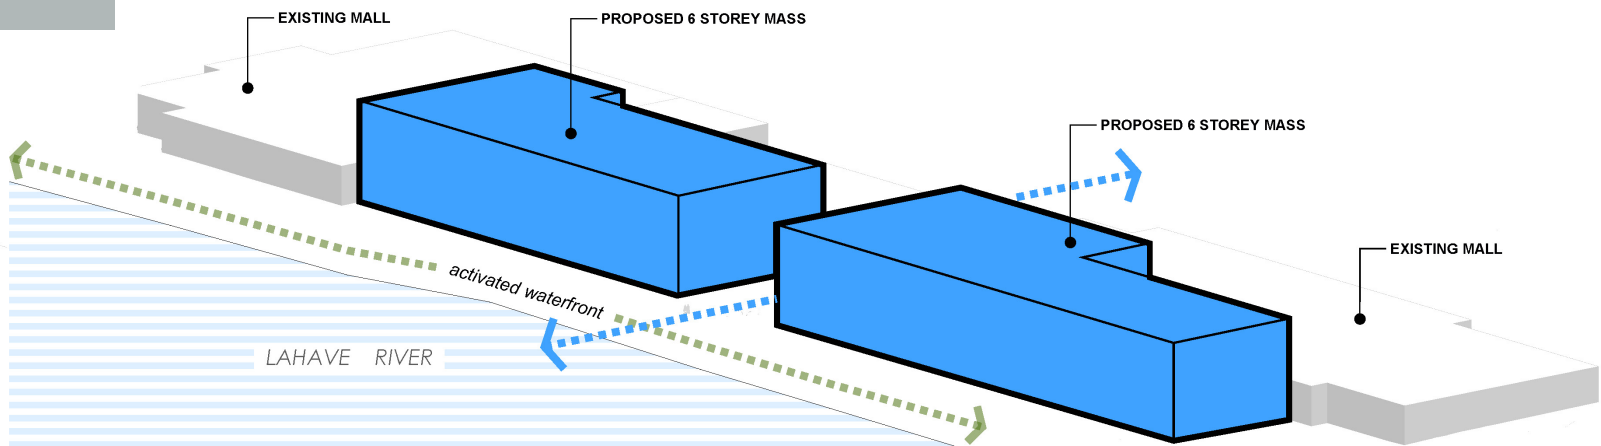 EXISTING MALL
PROPOSED 6 STOREY MASS
PROPOSED 6 STOREY MASS
EXISTING MALL
activated waterfront
LAHAVE RIVER